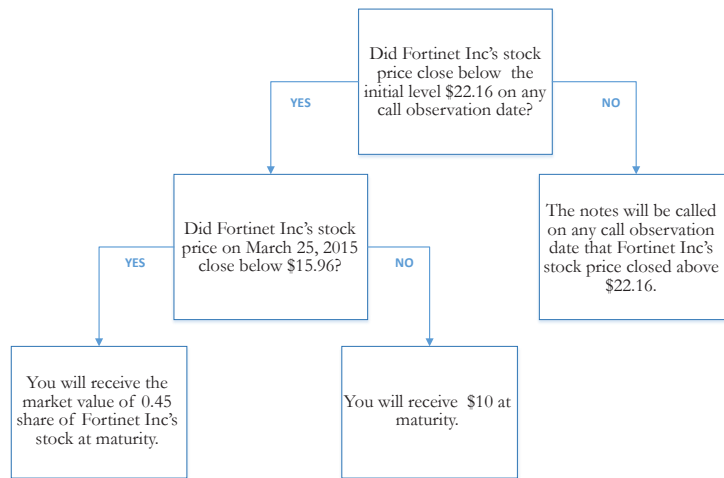 Did Fortinet Inc's stock
price close below the
initial level $22.16 on any
call observation date?
YES
NO
Did Fortinet Inc's stock
price on March 25, 2015
close below $15.96?
The notes will be called
on any call observation
date that Fortinet Inc's
stock price closed above
$22.16.
YES
NO
You will receive the
market value of 0.45
share of Fortinet Inc's
stock at maturity.
You will receive $10 at
maturity.